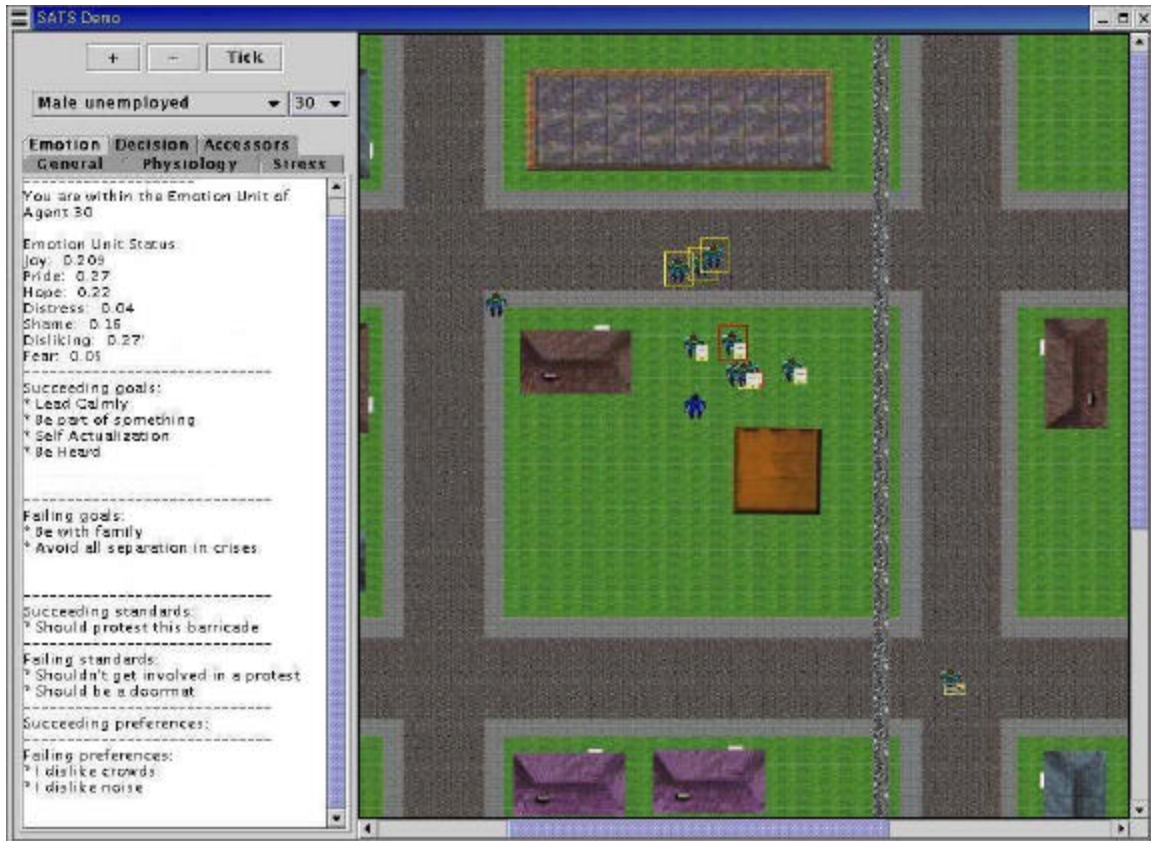 SATS Demo
+ - Tick
Male unemployed 30
Emotion Decision Accessors
General Physiology Stress
------------------------
You are within the Emotion Unit of
Agent 30
Emotion Unit Status:
Joy: 0.209
Pride: 0.27
Hope: 0.22
Distress: 0.04
Shame: 0.16
Disliking: 0.27
Fear: 0.05
------------------------------
Succeeding goals:
* Lead Calmly
* Be part of something
* Self Actualization
* Be Heard
------------------------------
Failing goals:
* Be with family
* Avoid all separation in crises
------------------------------
Succeeding standards:
* Should protest this barricade
------------------------------
Failing standards:
* Shouldn't get involved in a protest
* Should be a doormat
------------------------------
Succeeding preferences:
------------------------------
Failing preferences:
* I dislike crowds
* I dislike noise